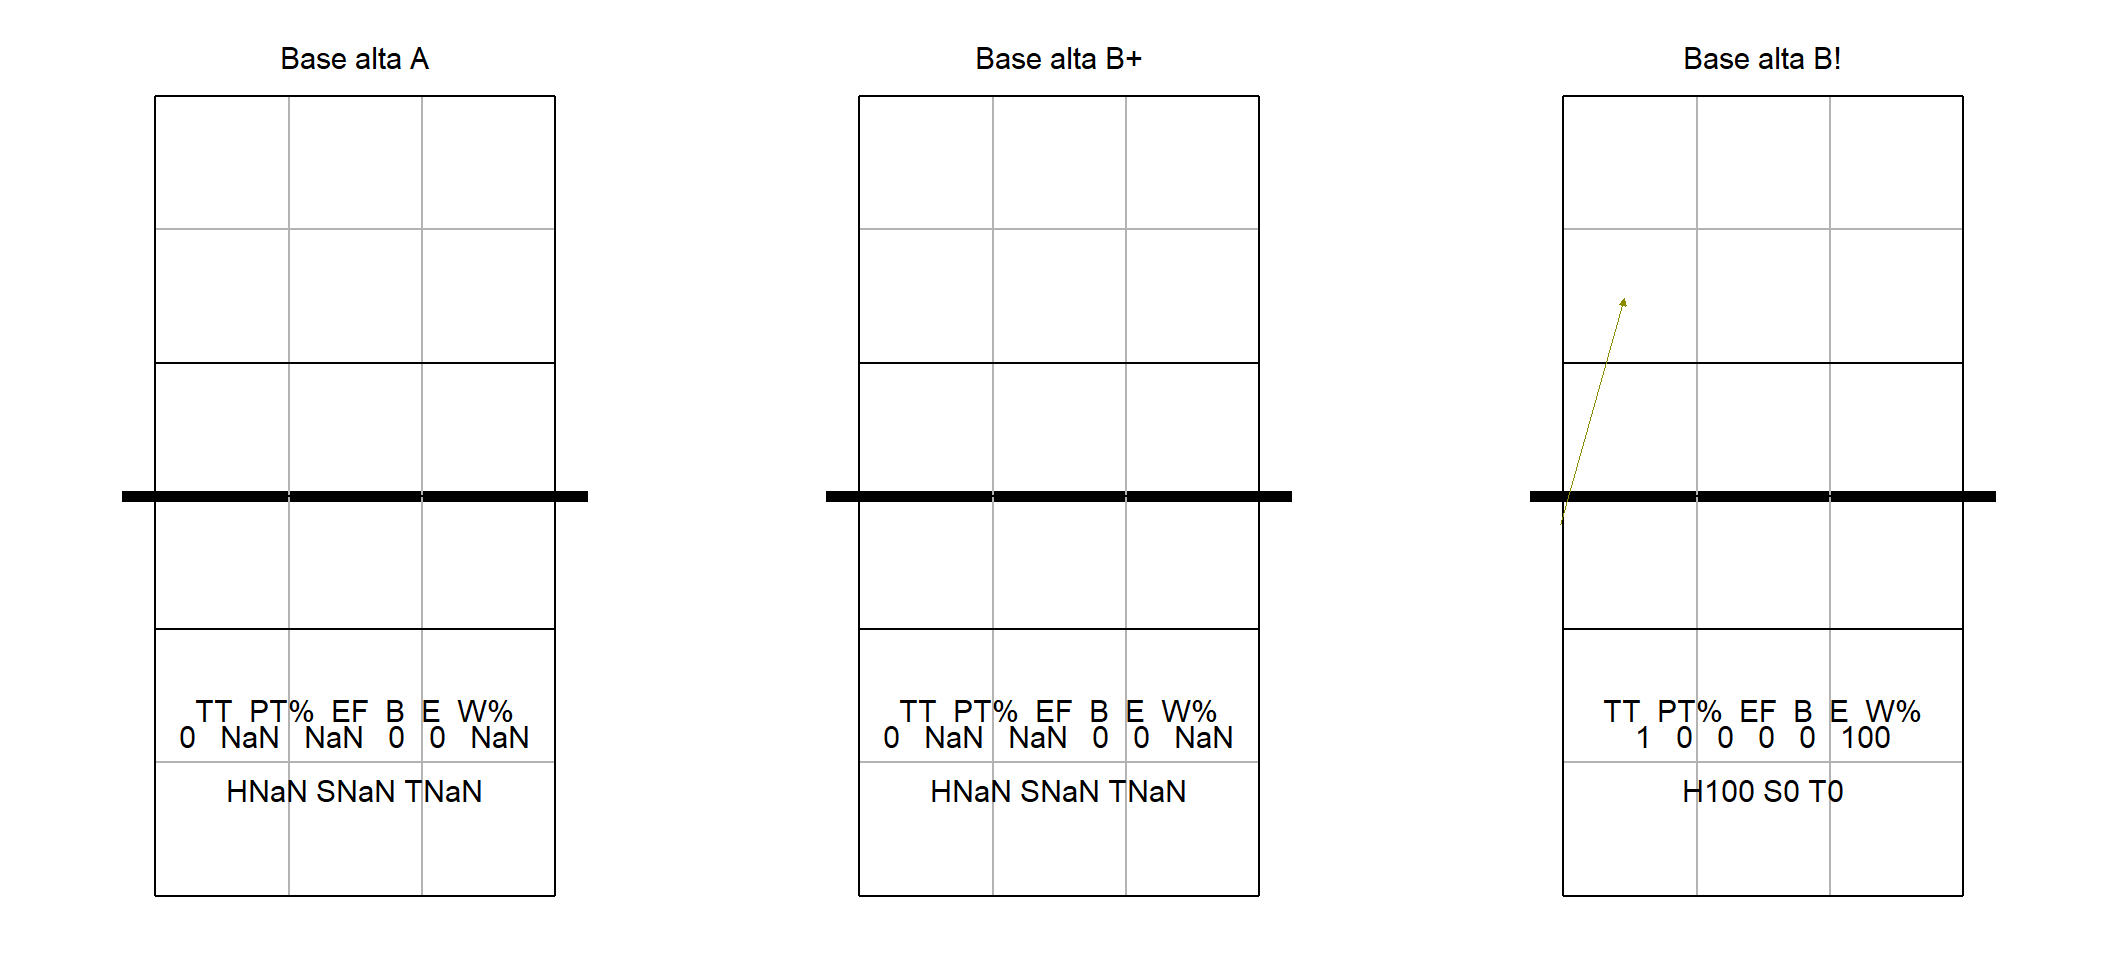 Base alta A
TT PT% EF B E W%
0 NaN NaN 0 0 NaN
HNaN SNaN TNaN
Base alta B+
TT PT% EF B E W%
0 NaN NaN 0 0 NaN
HNaN SNaN TNaN
Base alta B!
TT PT% EF B E W%
1 0 0 0 0 100
H100 S0 T0